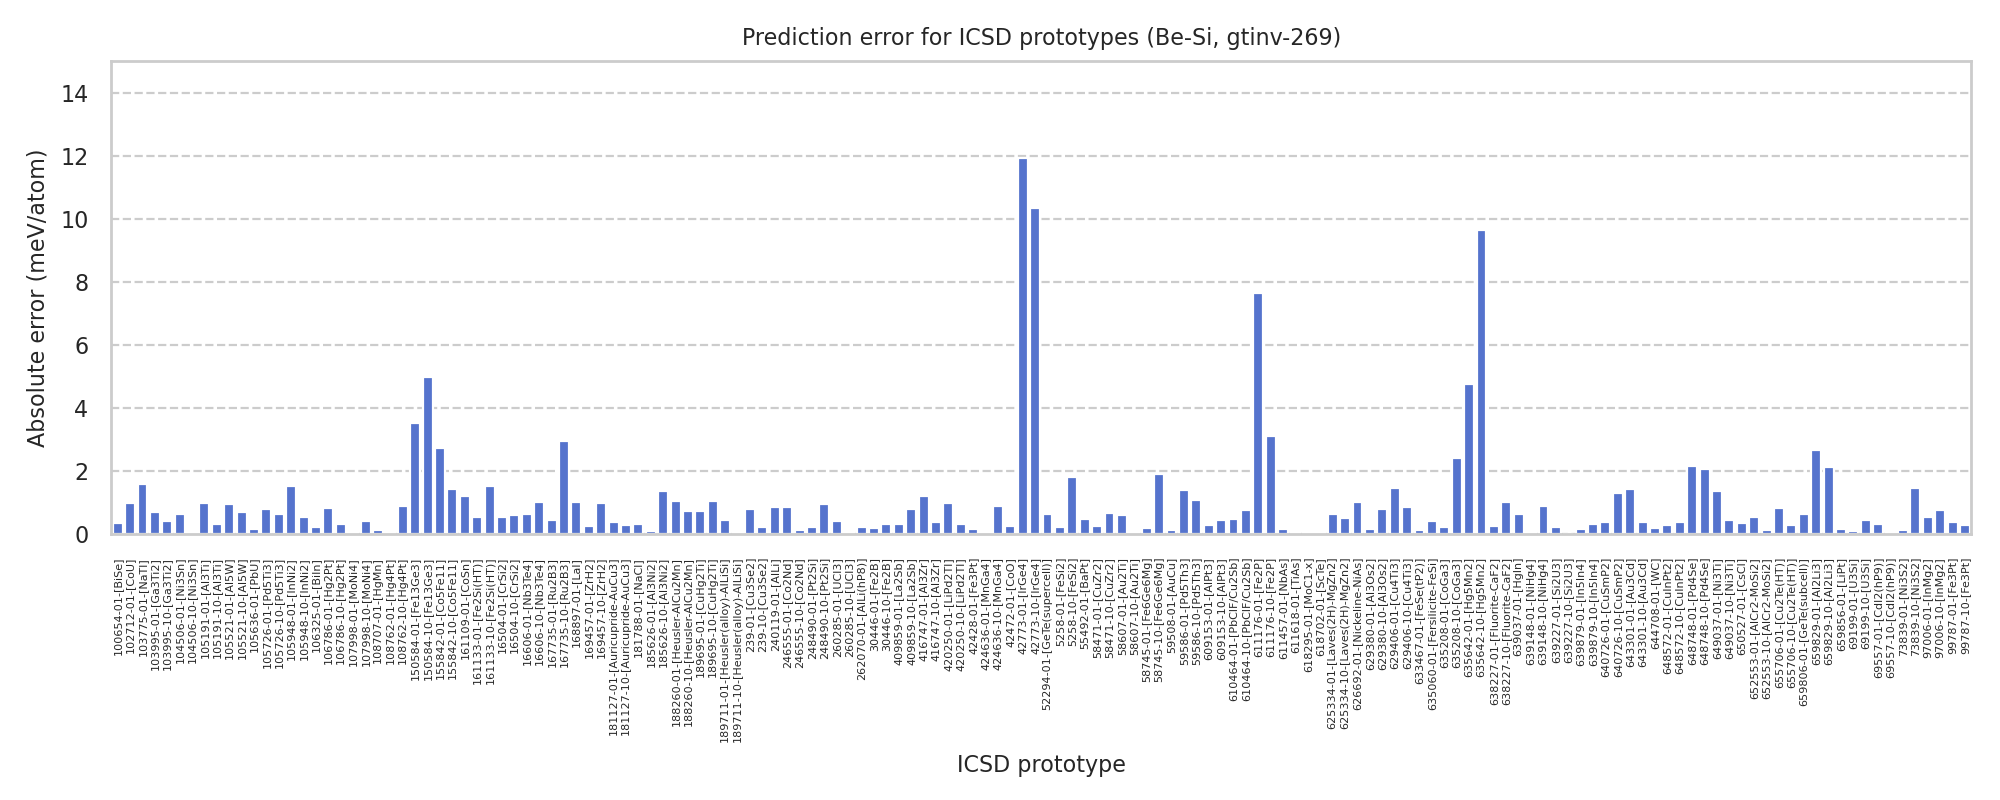 Prediction error for ICSD prototypes (Be-Si, gtinv-269)
Absolute error (meV/atom)
14
12
10
8
6
4
2
0
100654-01-[BiSe]
102712-01-[CoU]
103775-01-[NaTl]
103995-01-[Ga3Ti2]
103995-10-[Ga3Ti2]
104506-01-[Ni3Sn]
104506-10-[Ni3Sn]
105191-01-[Al3Ti]
105191-10-[Al3Ti]
105521-01-[Al5W]
105521-10-[Al5W]
105636-01-[PbU]
105726-01-[Pd5Ti3]
105726-10-[Pd5Ti3]
105948-01-[InNi2]
105948-10-[InNi2]
106325-01-[BiIn]
106786-01-[Hg2Pt]
106786-10-[Hg2Pt]
107998-01-[MoNi4]
107998-10-[MoNi4]
108707-01-[HgMn]
108762-01-[Hg4Pt]
108762-10-[Hg4Pt]
150584-01-[Fe13Ge3]
150584-10-[Fe13Ge3]
155842-01-[Co5Fe11]
155842-10-[Co5Fe11]
161109-01-[CoSn]
161133-01-[Fe2Si(HT)]
161133-10-[Fe2Si(HT)]
16504-01-[CrSi2]
16504-10-[CrSi2]
16606-01-[Nb3Te4]
16606-10-[Nb3Te4]
167735-01-[Ru2B3]
167735-10-[Ru2B3]
168897-01-[LaI]
169457-01-[ZrH2]
169457-10-[ZrH2]
181127-01-[Auricupride-AuCu3]
181127-10-[Auricupride-AuCu3]
181788-01-[NaCl]
185626-01-[Al3Ni2]
185626-10-[Al3Ni2]
188260-01-[Heusler-AlCu2Mn]
188260-10-[Heusler-AlCu2Mn]
189695-01-[CuHg2Ti]
189695-10-[CuHg2Ti]
189711-01-[Heusler(alloy)-AlLiSi]
189711-10-[Heusler(alloy)-AlLiSi]
239-01-[Cu3Se2]
239-10-[Cu3Se2]
240119-01-[AlLi]
246555-01-[Co2Nd]
246555-10-[Co2Nd]
248490-01-[Pt2Si]
248490-10-[Pt2Si]
260285-01-[UCl3]
260285-10-[UCl3]
262070-01-[AlLi(hP8)]
30446-01-[Fe2B]
30446-10-[Fe2B]
409859-01-[La2Sb]
409859-10-[La2Sb]
416747-01-[Al3Zr]
416747-10-[Al3Zr]
420250-01-[LiPd2Tl]
420250-10-[LiPd2Tl]
42428-01-[Fe3Pt]
424636-01-[MnGa4]
424636-10-[MnGa4]
42472-01-[CoO]
42773-01-[IrGe4]
42773-10-[IrGe4]
52294-01-[GeTe(supercell)]
5258-01-[FeSi2]
5258-10-[FeSi2]
55492-01-[BaPt]
58471-01-[CuZr2]
58471-10-[CuZr2]
58607-01-[Au2Ti]
58607-10-[Au2Ti]
58745-01-[Fe6Ge6Mg]
58745-10-[Fe6Ge6Mg]
59508-01-[AuCu]
59586-01-[Pd5Th3]
59586-10-[Pd5Th3]
609153-01-[AlPt3]
609153-10-[AlPt3]
610464-01-[PbClF/Cu2Sb]
610464-10-[PbClF/Cu2Sb]
611176-01-[Fe2P]
611176-10-[Fe2P]
611457-01-[NbAs]
611618-01-[TiAs]
618295-01-[MoC1-x]
618702-01-[ScTe]
625334-01-[Laves(2H)-MgZn2]
625334-10-[Laves(2H)-MgZn2]
626692-01-[Nickeline-NiAs]
629380-01-[Al3Os2]
629380-10-[Al3Os2]
629406-01-[Cu4Ti3]
629406-10-[Cu4Ti3]
633467-01-[FeSe(tP2)]
635060-01-[Fersilicite-FeSi]
635208-01-[CoGa3]
635208-10-[CoGa3]
635642-01-[Hg5Mn2]
635642-10-[Hg5Mn2]
638227-01-[Fluorite-CaF2]
638227-10-[Fluorite-CaF2]
639037-01-[HgIn]
639148-01-[NiHg4]
639148-10-[NiHg4]
639227-01-[Si2U3]
639227-10-[Si2U3]
639879-01-[In5In4]
639879-10-[In5In4]
640726-01-[CuSmP2]
640726-10-[CuSmP2]
643301-01-[Au3Cd]
643301-10-[Au3Cd]
644708-01-[WC]
648572-01-[CuInPt2]
648572-10-[CuInPt2]
648748-01-[Pd4Se]
648748-10-[Pd4Se]
649037-01-[Ni3Ti]
649037-10-[Ni3Ti]
650527-01-[CsCl]
652553-01-[AlCr2-MoSi2]
652553-10-[AlCr2-MoSi2]
655706-01-[Cu2Te(HT)]
655706-10-[Cu2Te(HT)]
659806-01-[GeTe(subcell)]
659829-01-[Al2Li3]
659829-10-[Al2Li3]
659856-01-[LiPt]
69199-01-[U3Si]
69199-10-[U3Si]
69557-01-[CdI2(hP9)]
69557-10-[CdI2(hP9)]
73839-01-[Ni3S2]
73839-10-[Ni3S2]
97006-01-[InMg2]
97006-10-[InMg2]
99787-01-[Fe3Pt]
99787-10-[Fe3Pt]
ICSD prototype